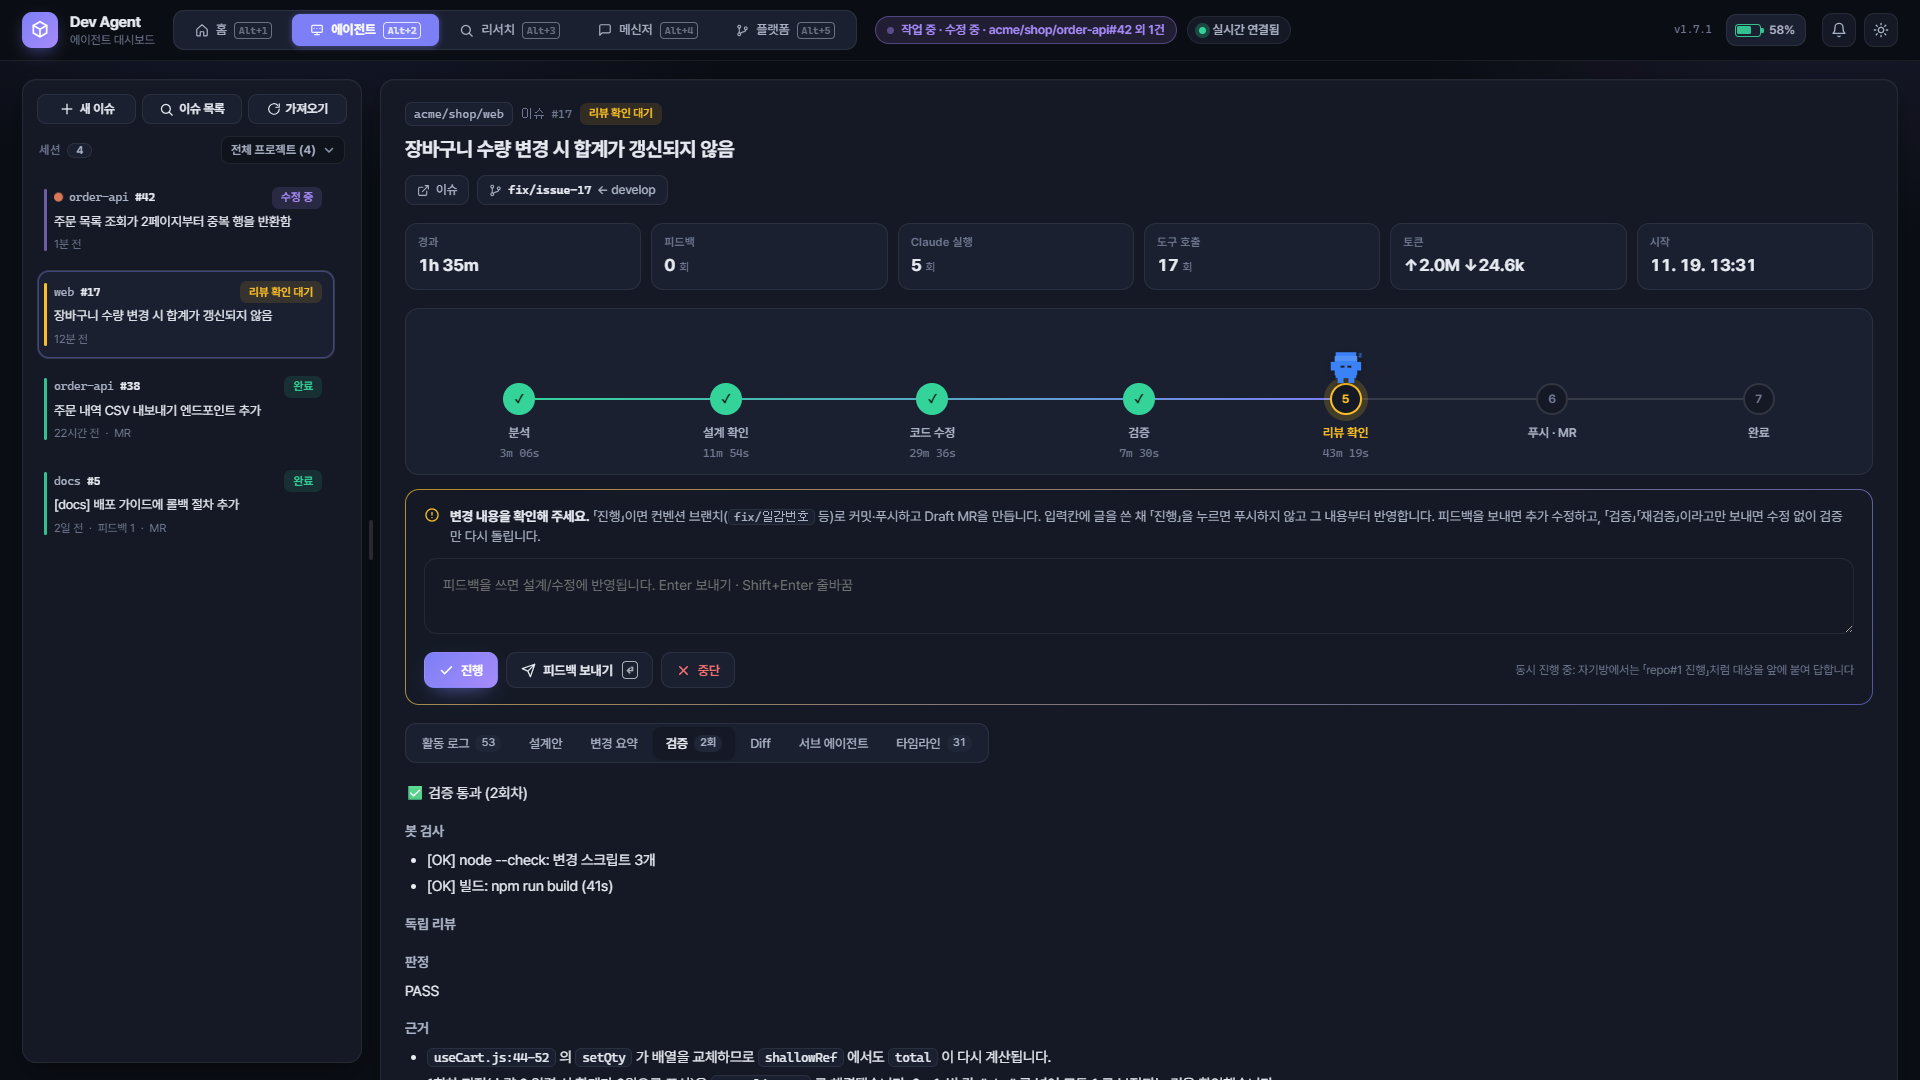 Dev Agent
에이전트 대시보드
홈 Alt+1
에이전트 Alt+2
리서치 Alt+3
메신저 Alt+4
플랫폼 Alt+5
작업 중 · 수정 중 · acme/shop/order-api#42 외 1건
실시간 연결됨
v1.7.1
58%
새 이슈
이슈 목록
가져오기
세션 4
전체 프로젝트 (4)
order-api #42 수정 중
주문 목록 조회가 2페이지부터 중복 행을 반환함
1분 전
web #17 리뷰 확인 대기
장바구니 수량 변경 시 합계가 갱신되지 않음
12분 전
order-api #38 완료
주문 내역 CSV 내보내기 엔드포인트 추가
22시간 전 · MR
docs #5 완료
[docs] 배포 가이드에 롤백 절차 추가
2일 전 · 피드백 1 · MR
acme/shop/web 이슈 #17 리뷰 확인 대기
장바구니 수량 변경 시 합계가 갱신되지 않음
이슈
fix/issue-17 ← develop
경과
1h 35m
피드백
0 회
Claude 실행
5 회
도구 호출
17 회
토큰
↑2.0M ↓24.6k
시작
11. 19. 13:31
✓ ✓ ✓ ✓ 5 6 7
분석 설계 확인 코드 수정 검증 리뷰 확인 푸시 · MR 완료
3m 06s 11m 54s 29m 36s 7m 30s 43m 19s
변경 내용을 확인해 주세요. 「진행」이면 컨벤션 브랜치( fix/일감번호 등)로 커밋·푸시하고 Draft MR을 만듭니다. 입력칸에 글을 쓴 채 「진행」을 누르면 푸시하지 않고 그 내용부터 반영합니다. 피드백을 보내면 추가 수정하고, 「검증」「재검증」이라고만 보내면 수정 없이 검증
만 다시 돌립니다.
피드백을 쓰면 설계/수정에 반영됩니다. Enter 보내기 · Shift+Enter 줄바꿈
진행
피드백 보내기
중단
동시 진행 중: 자기방에서는 「repo#1 진행」처럼 대상을 앞에 붙여 답합니다
활동 로그 53
설계안
변경 요약
검증 2회
Diff
서브 에이전트
타임라인 31
검증 통과 (2회차)
봇 검사
[OK] node --check: 변경 스크립트 3개
[OK] 빌드: npm run build (41s)
독립 리뷰
판정
PASS
근거
useCart.js:44-52 의 setQty 가 배열을 교체하므로 shallowRef 에서도 total 이 다시 계산됩니다.